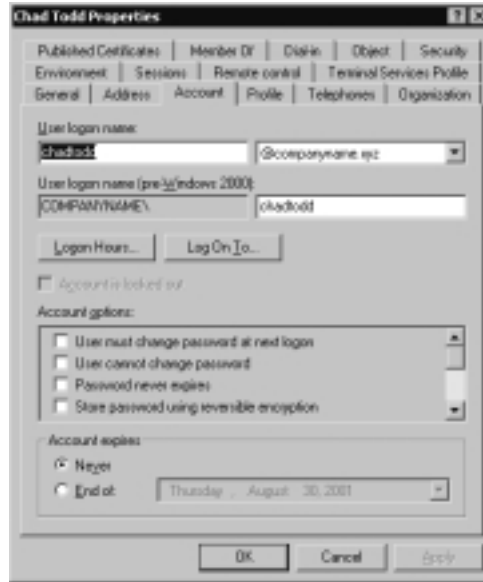 Chad Todd Properties
Published Certificates Member Of Dial-in Object Security
Environment Sessions Remote control Terminal Services Profile
General Address Account Profile Telephones Organization
User logon name:
chadtodd @companyname.xyz
User logon name (pre-Windows 2000):
COMPANYNAME\ chadtodd
Logon Hours... Log On To...
Account is locked out
Account options:
User must change password at next logon
User cannot change password
Password never expires
Store password using reversible encryption
Account expires
Never
End of: Thursday , August 30, 2001
OK Cancel Apply